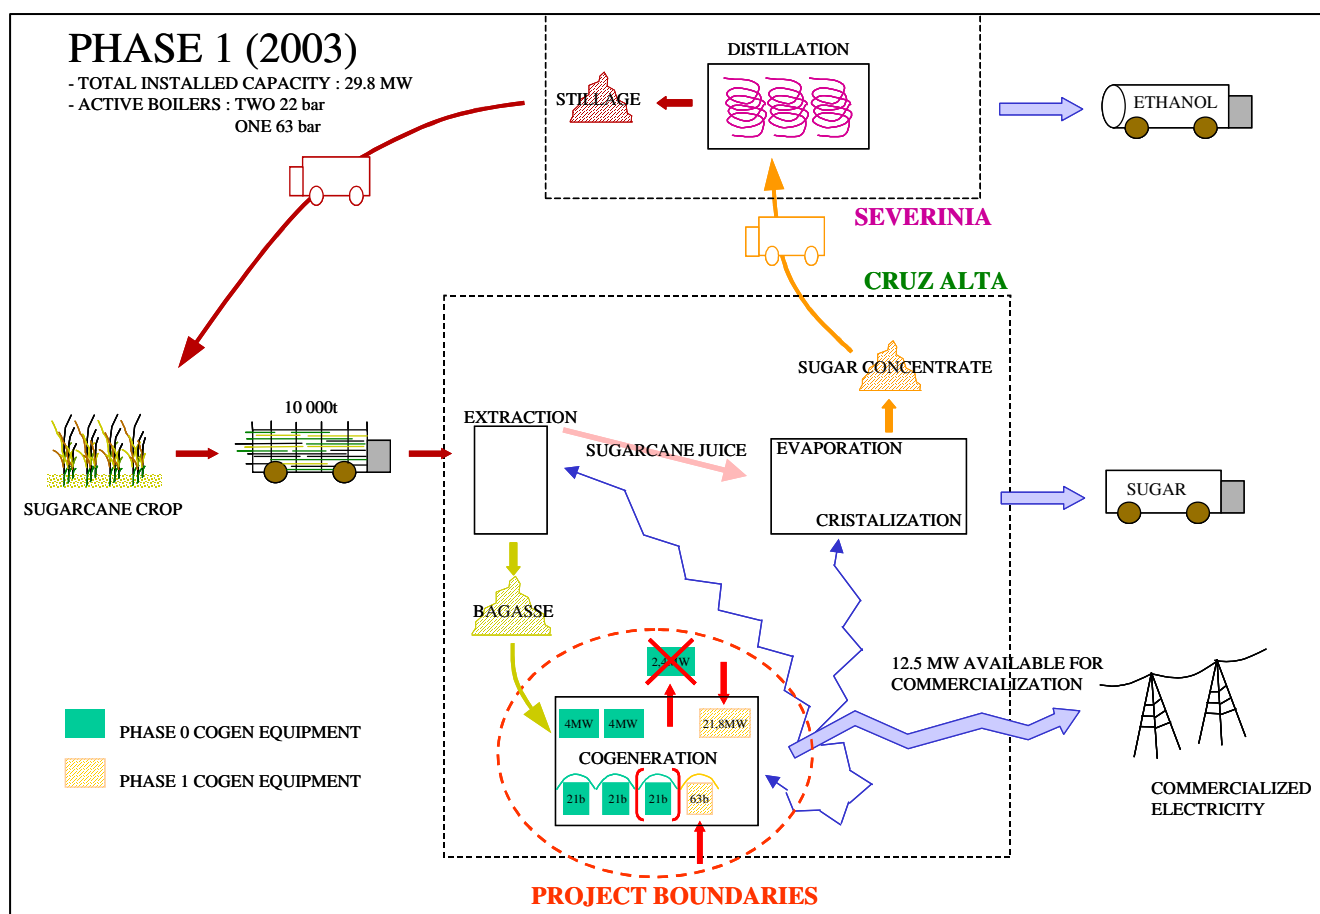 PHASE 1 (2003)
- TOTAL INSTALLED CAPACITY : 29.8 MW
- ACTIVE BOILERS : TWO 22 bar
ONE 63 bar
DISTILLATION
STILLAGE
ETHANOL
SEVERINIA
CRUZ ALTA
SUGAR CONCENTRATE
10 000t
EXTRACTION
SUGARCANE JUICE
EVAPORATION
CRISTALIZATION
SUGAR
SUGARCANE CROP
BAGASSE
12.5 MW AVAILABLE FOR
COMMERCIALIZATION
4MW 4MW 21,8MW
COGENERATION
21b 21b 21b 63b
PHASE 0 COGEN EQUIPMENT
PHASE 1 COGEN EQUIPMENT
COMMERCIALIZED
ELECTRICITY
PROJECT BOUNDARIES